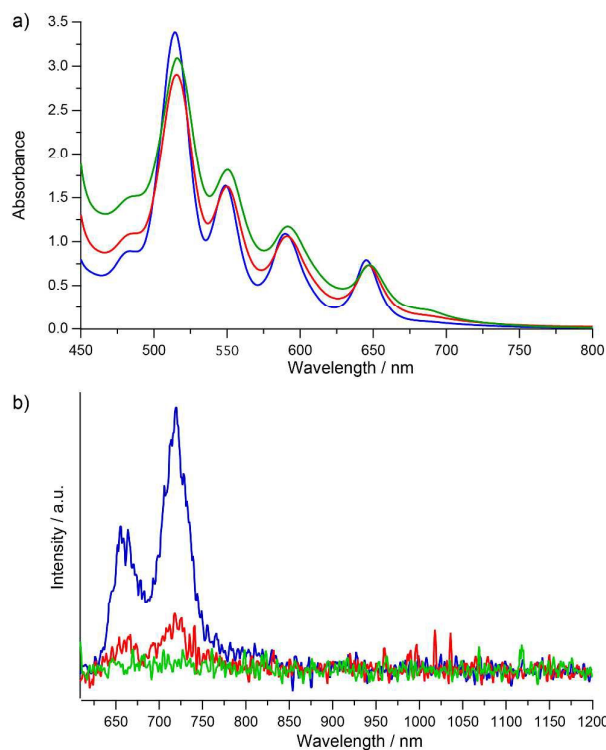 a)
3.5
3.0
2.5
2.0
1.5
1.0
0.5
0.0
Absorbance
450 500 550 600 650 700 750 800
Wavelength / nm
b)
Intensity / a.u.
650 700 750 800 850 900 950 1000 1050 1100 1150 1200
Wavelength / nm